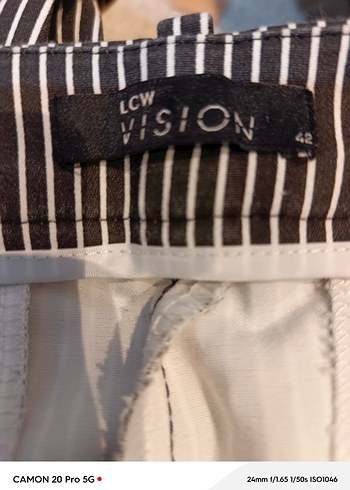 LCW
VISION
42
CAMON 20 Pro 5G
24mm f/1.65 1/50s ISO1046